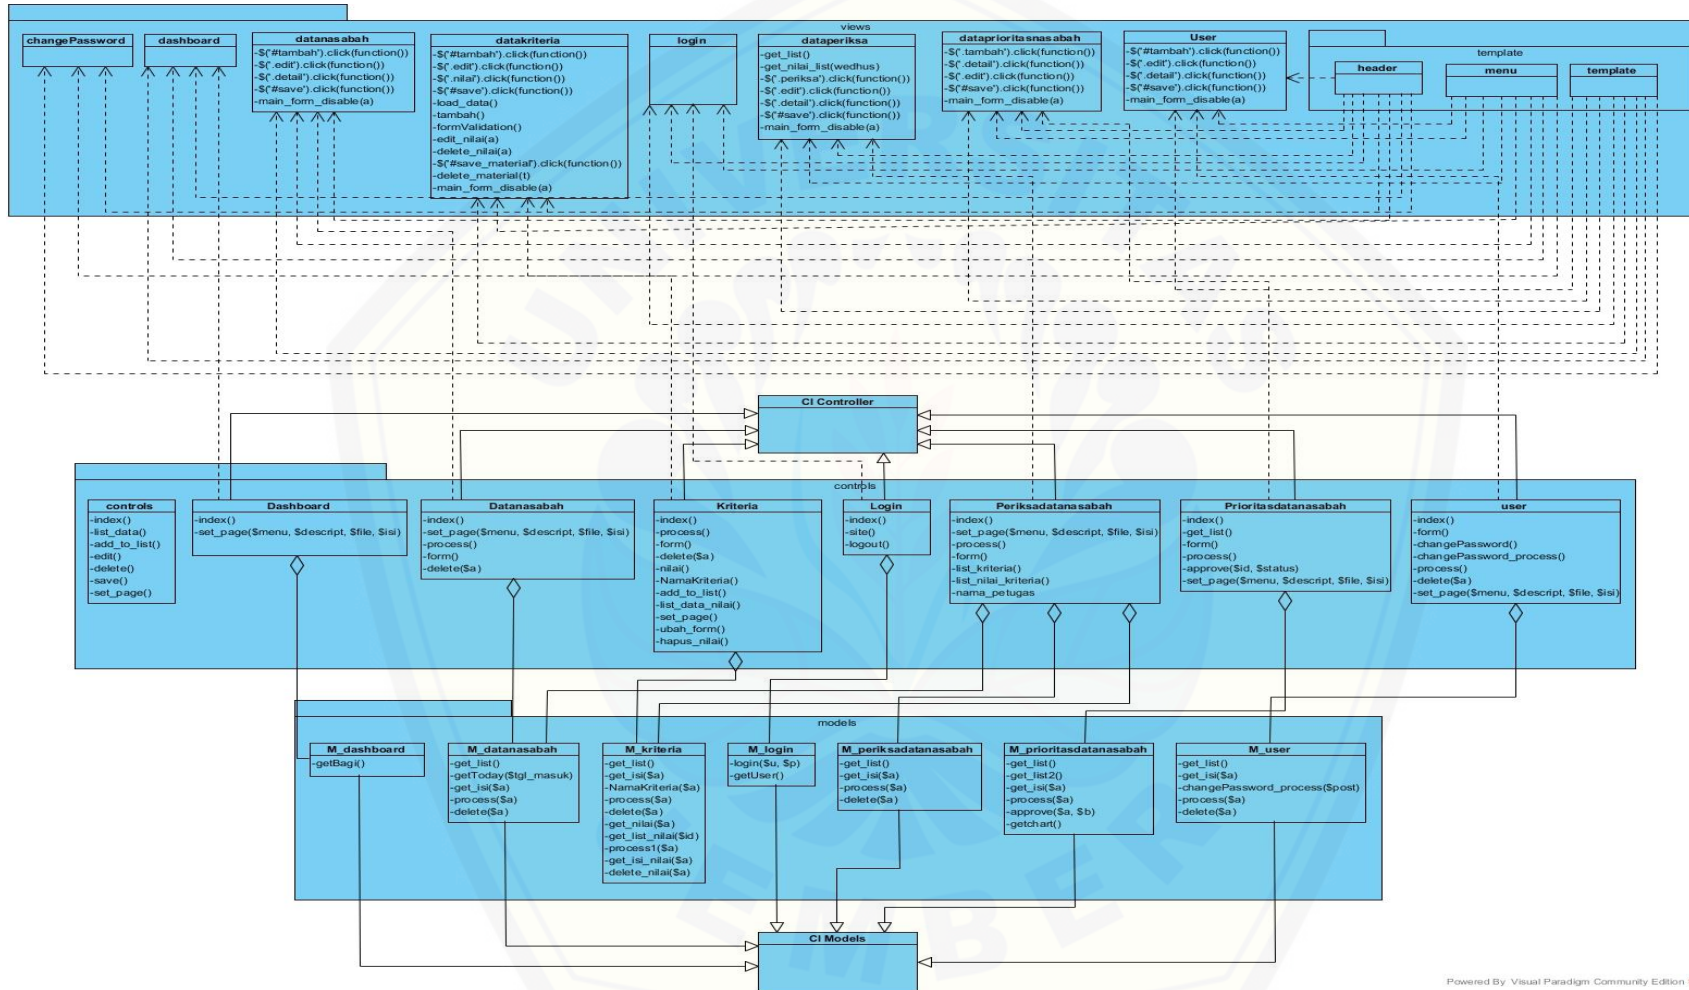 views
changePassword
dashboard
datanasabah
-$("#tambah").click(function())
-$(".edit").click(function())
-$(".detail").click(function())
-$("#save").click(function())
-main_form_disable(a)
datakriteria
-$("#tambah").click(function())
-$(".edit").click(function())
-$(".nilai").click(function())
-$("#save").click(function())
-load_data()
-tambah()
-formValidation()
-edit_nilai(a)
-delete_nilai(a)
-$("#save_material").click(function())
-delete_material(t)
-main_form_disable(a)
login
dataperiksa
-get_list()
-get_nilai_list(wedhus)
-$(".periksa").click(function())
-$(".edit").click(function())
-$(".detail").click(function())
-$("#save").click(function())
-main_form_disable(a)
dataprioritasnasabah
-$(".tambah").click(function())
-$(".detail").click(function())
-$(".edit").click(function())
-$("#save").click(function())
-main_form_disable(a)
User
-$("#tambah").click(function())
-$(".edit").click(function())
-$(".detail").click(function())
-$("#save").click(function())
-main_form_disable(a)
template
header
menu
template
CI Controller
controls
controls
-index()
-list_data()
-add_to_list()
-edit()
-delete()
-save()
-set_page()
Dashboard
-index()
-set_page($menu, $descript, $file, $isi)
Datanasabah
-index()
-set_page($menu, $descript, $file, $isi)
-process()
-form()
-delete($a)
Kriteria
-index()
-process()
-form()
-delete($a)
-nilai()
-NamaKriteria()
-add_to_list()
-list_data_nilai()
-set_page()
-ubah_form()
-hapus_nilai()
Login
-index()
-site()
-logout()
Periksadatanasabah
-index()
-set_page($menu, $descript, $file, $isi)
-process()
-form()
-list_kriteria()
-list_nilai_kriteria()
-nama_petugas
Prioritasdatanasabah
-index()
-get_list()
-form()
-process()
-approve($id, $status)
-set_page($menu, $descript, $file, $isi)
user
-index()
-form()
-changePassword()
-changePassword_process()
-process()
-delete($a)
-set_page($menu, $descript, $file, $isi)
models
M_dashboard
-getBagi()
M_datanasabah
-get_list()
-getToday($tgl_masuk)
-get_isi($a)
-process($a)
-delete($a)
M_kriteria
-get_list()
-get_isi($a)
-NamaKriteria($a)
-process($a)
-delete($a)
-get_nilai($a)
-get_list_nilai($id)
-process1($a)
-get_isi_nilai($a)
-delete_nilai($a)
M_login
-login($u, $p)
-getUser()
M_periksadatanasabah
-get_list()
-get_isi($a)
-process($a)
-delete($a)
M_prioritasdatanasabah
-get_list()
-get_list2()
-get_isi($a)
-process($a)
-approve($a, $b)
-getchart()
M_user
-get_list()
-get_isi($a)
-changePassword_process($post)
-process($a)
-delete($a)
CI Models
Powered By Visual Paradigm Community Edition